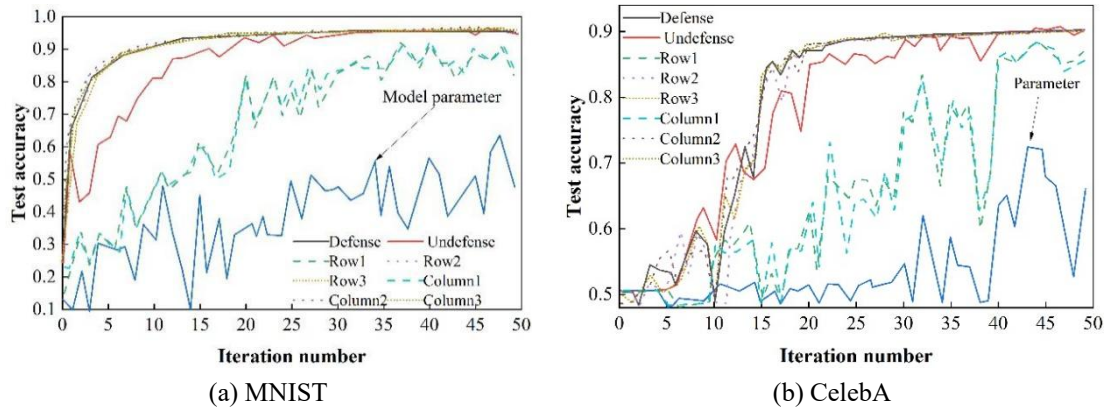 1.0
0.9
0.8
0.7
0.6
0.5
0.4
0.3
0.2
0.1
Test accuracy
Model parameter
Defense Undefense
Row1 Row2
Row3 Column1
Column2 Column3
0 5 10 15 20 25 30 35 40 45 50
Iteration number
(a) MNIST
0.9
0.8
0.7
0.6
0.5
Test accuracy
Defense
Undefense
Row1
Row2
Row3
Column1
Column2
Column3
Parameter
0 5 10 15 20 25 30 35 40 45 50
Iteration number
(b) CelebA